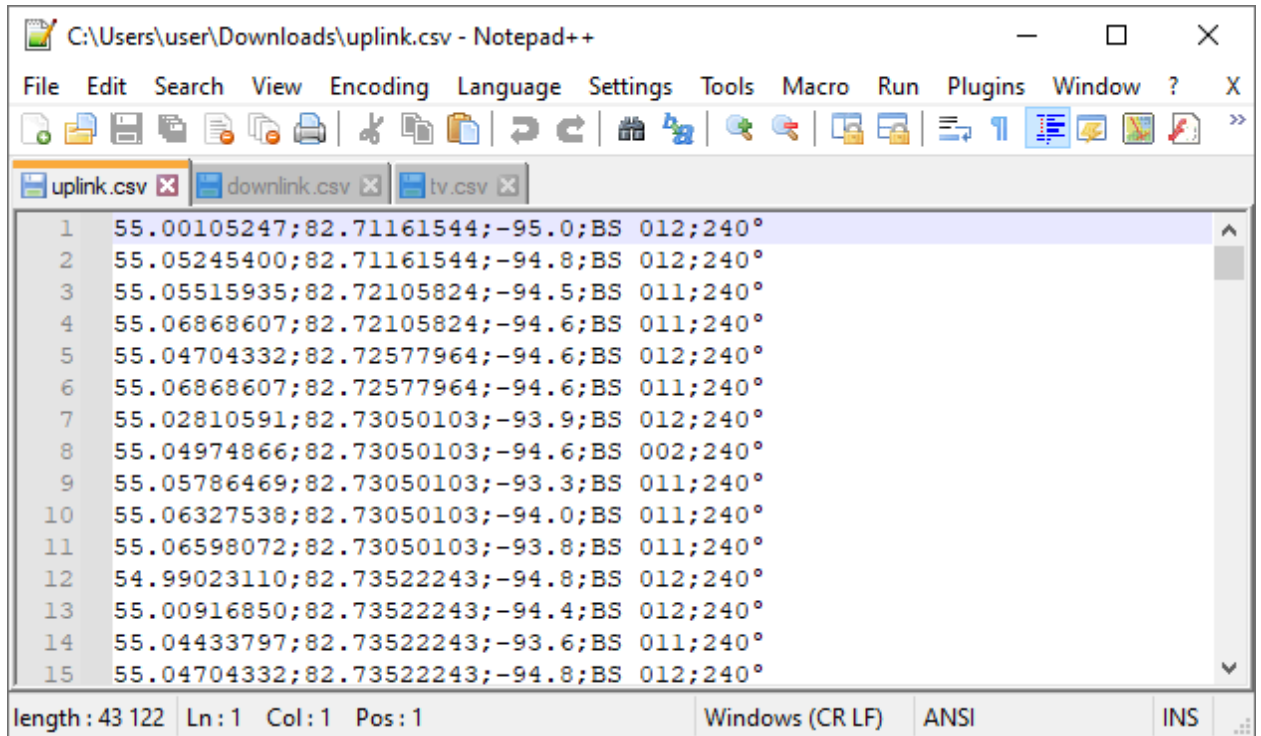 C:\Users\user\Downloads\uplink.csv - Notepad++
File Edit Search View Encoding Language Settings Tools Macro Run Plugins Window ? X
uplink.csv downlink.csv tv.csv
1 55.00105247;82.71161544;-95.0;BS 012;240°
2 55.05245400;82.71161544;-94.8;BS 012;240°
3 55.05515935;82.72105824;-94.5;BS 011;240°
4 55.06868607;82.72105824;-94.6;BS 011;240°
5 55.04704332;82.72577964;-94.6;BS 012;240°
6 55.06868607;82.72577964;-94.6;BS 011;240°
7 55.02810591;82.73050103;-93.9;BS 012;240°
8 55.04974866;82.73050103;-94.6;BS 002;240°
9 55.05786469;82.73050103;-93.3;BS 011;240°
10 55.06327538;82.73050103;-94.0;BS 011;240°
11 55.06598072;82.73050103;-93.8;BS 011;240°
12 54.99023110;82.73522243;-94.8;BS 012;240°
13 55.00916850;82.73522243;-94.4;BS 012;240°
14 55.04433797;82.73522243;-93.6;BS 011;240°
15 55.04704332;82.73522243;-94.8;BS 012;240°
length : 43 122 Ln : 1 Col : 1 Pos : 1 Windows (CR LF) ANSI INS